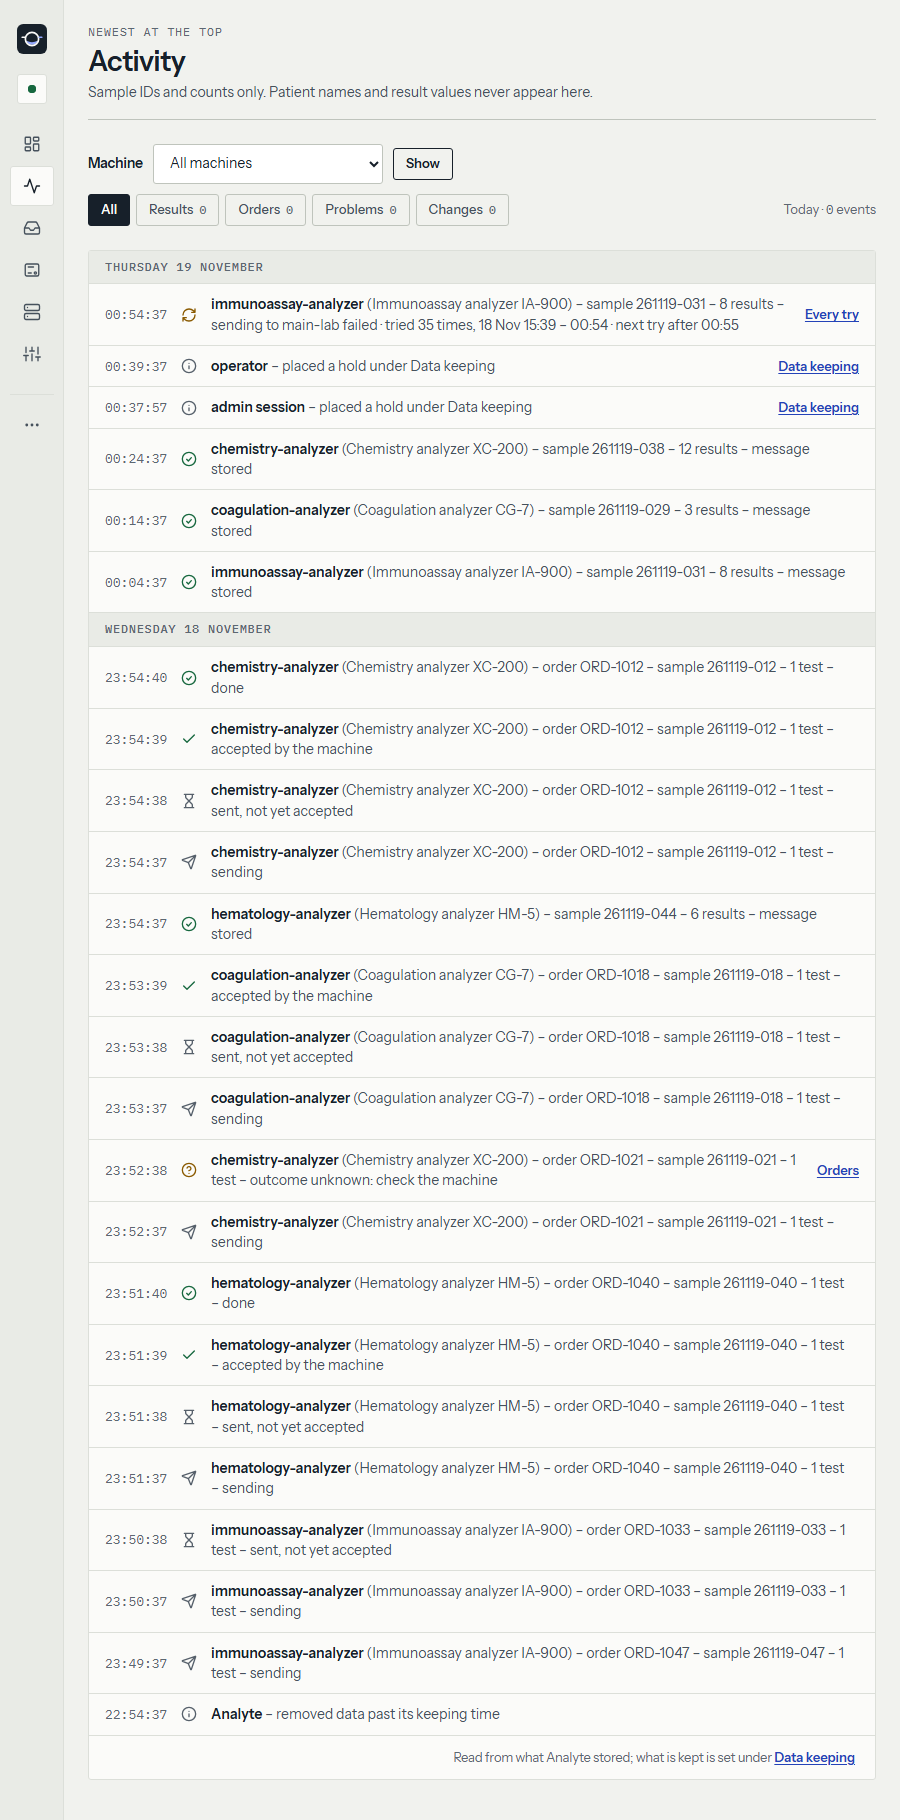 NEWEST AT THE TOP
Activity
Sample IDs and counts only. Patient names and result values never appear here.
Machine All machines Show
All Results 0 Orders 0 Problems 0 Changes 0 Today · 0 events
THURSDAY 19 NOVEMBER
00:54:37 immunoassay-analyzer (Immunoassay analyzer IA-900) – sample 261119-031 – 8 results –
sending to main-lab failed · tried 35 times, 18 Nov 15:39 – 00:54 · next try after 00:55 Every try
00:39:37 operator – placed a hold under Data keeping Data keeping
00:37:57 admin session – placed a hold under Data keeping Data keeping
00:24:37 chemistry-analyzer (Chemistry analyzer XC-200) – sample 261119-038 – 12 results – message
stored
00:14:37 coagulation-analyzer (Coagulation analyzer CG-7) – sample 261119-029 – 3 results – message
stored
00:04:37 immunoassay-analyzer (Immunoassay analyzer IA-900) – sample 261119-031 – 8 results – message
stored
WEDNESDAY 18 NOVEMBER
23:54:40 chemistry-analyzer (Chemistry analyzer XC-200) – order ORD-1012 – sample 261119-012 – 1 test –
done
23:54:39 chemistry-analyzer (Chemistry analyzer XC-200) – order ORD-1012 – sample 261119-012 – 1 test –
accepted by the machine
23:54:38 chemistry-analyzer (Chemistry analyzer XC-200) – order ORD-1012 – sample 261119-012 – 1 test –
sent, not yet accepted
23:54:37 chemistry-analyzer (Chemistry analyzer XC-200) – order ORD-1012 – sample 261119-012 – 1 test –
sending
23:54:37 hematology-analyzer (Hematology analyzer HM-5) – sample 261119-044 – 6 results – message
stored
23:53:39 coagulation-analyzer (Coagulation analyzer CG-7) – order ORD-1018 – sample 261119-018 – 1 test –
accepted by the machine
23:53:38 coagulation-analyzer (Coagulation analyzer CG-7) – order ORD-1018 – sample 261119-018 – 1 test –
sent, not yet accepted
23:53:37 coagulation-analyzer (Coagulation analyzer CG-7) – order ORD-1018 – sample 261119-018 – 1 test –
sending
23:52:38 chemistry-analyzer (Chemistry analyzer XC-200) – order ORD-1021 – sample 261119-021 – 1
test – outcome unknown: check the machine Orders
23:52:37 chemistry-analyzer (Chemistry analyzer XC-200) – order ORD-1021 – sample 261119-021 – 1 test –
sending
23:51:40 hematology-analyzer (Hematology analyzer HM-5) – order ORD-1040 – sample 261119-040 – 1 test
– done
23:51:39 hematology-analyzer (Hematology analyzer HM-5) – order ORD-1040 – sample 261119-040 – 1 test
– accepted by the machine
23:51:38 hematology-analyzer (Hematology analyzer HM-5) – order ORD-1040 – sample 261119-040 – 1 test
– sent, not yet accepted
23:51:37 hematology-analyzer (Hematology analyzer HM-5) – order ORD-1040 – sample 261119-040 – 1 test
– sending
23:50:38 immunoassay-analyzer (Immunoassay analyzer IA-900) – order ORD-1033 – sample 261119-033 – 1
test – sent, not yet accepted
23:50:37 immunoassay-analyzer (Immunoassay analyzer IA-900) – order ORD-1033 – sample 261119-033 – 1
test – sending
23:49:37 immunoassay-analyzer (Immunoassay analyzer IA-900) – order ORD-1047 – sample 261119-047 – 1
test – sending
22:54:37 Analyte – removed data past its keeping time
Read from what Analyte stored; what is kept is set under Data keeping